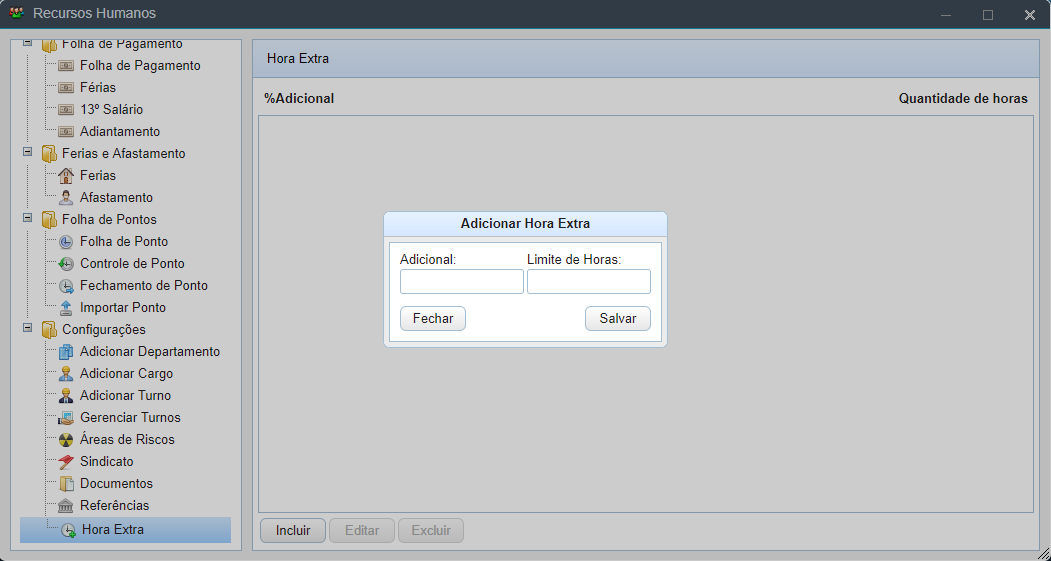 Recursos Humanos
Folha de Pagamento
Folha de Pagamento
Férias
13º Salário
Adiantamento
Ferias e Afastamento
Ferias
Afastamento
Folha de Pontos
Folha de Ponto
Controle de Ponto
Fechamento de Ponto
Importar Ponto
Configurações
Adicionar Departamento
Adicionar Cargo
Adicionar Turno
Gerenciar Turnos
Áreas de Riscos
Sindicato
Documentos
Referências
Hora Extra
Hora Extra
%Adicional Quantidade de horas
Adicionar Hora Extra
Adicional: Limite de Horas:
Fechar Salvar
Incluir Editar Excluir